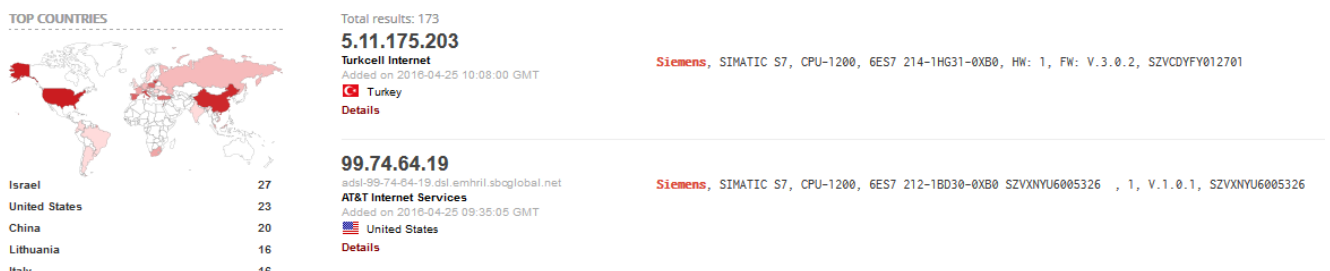 TOP COUNTRIES
Israel 27
United States 23
China 20
Lithuania 16
Italy 16
Total results: 173
5.11.175.203
Turkcell Internet
Added on 2016-04-25 10:08:00 GMT
Turkey
Details
Siemens, SIMATIC S7, CPU-1200, 6ES7 214-1HG31-0XB0, HW: 1, FW: V.3.0.2, SZVCDYFY012701
99.74.64.19
adsl-99-74-64-19.dsl.emhril.sbcglobal.net
AT&T Internet Services
Added on 2016-04-25 09:35:05 GMT
United States
Details
Siemens, SIMATIC S7, CPU-1200, 6ES7 212-1BD30-0XB0 SZVXNYU6005326 , 1, V.1.0.1, SZVXNYU6005326